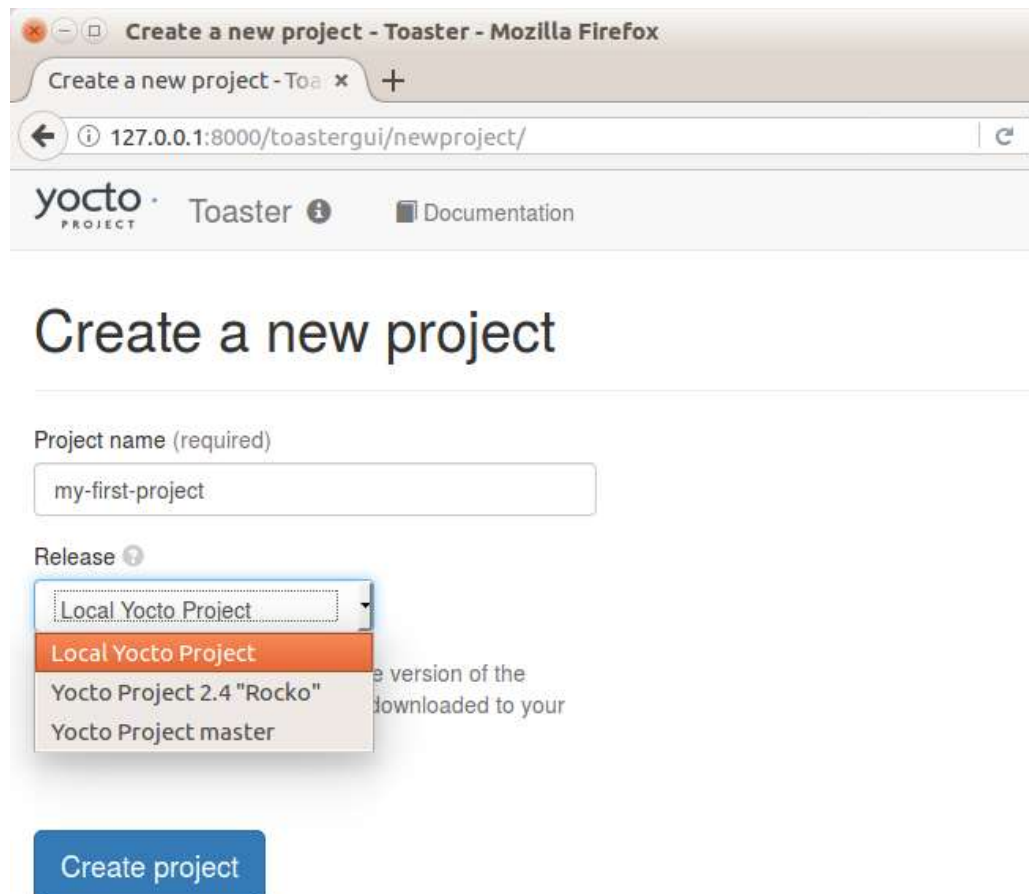 Create a new project - Toaster - Mozilla Firefox
Create a new project - Toa
127.0.0.1:8000/toastergui/newproject/
yocto
PROJECT
Toaster
Documentation
Create a new project
Project name (required)
my-first-project
Release
Local Yocto Project
Local Yocto Project
e version of the
Yocto Project 2.4 "Rocko"
downloaded to your
Yocto Project master
Create project